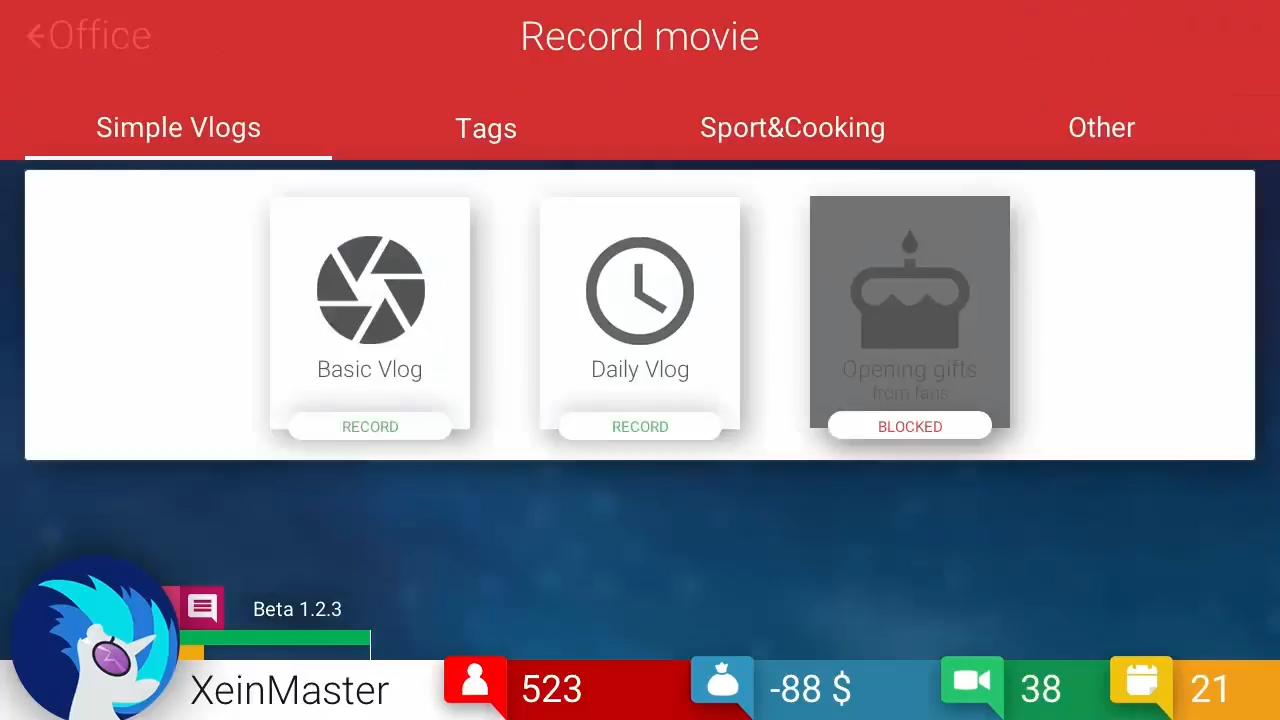 Office
Record movie
Simple Vlogs
Tags
Sport&Cooking
Other
Basic Vlog
RECORD
Daily Vlog
RECORD
Opening gifts
from fans
BLOCKED
Beta 1.2.3
XeinMaster
523
-88 $
38
21